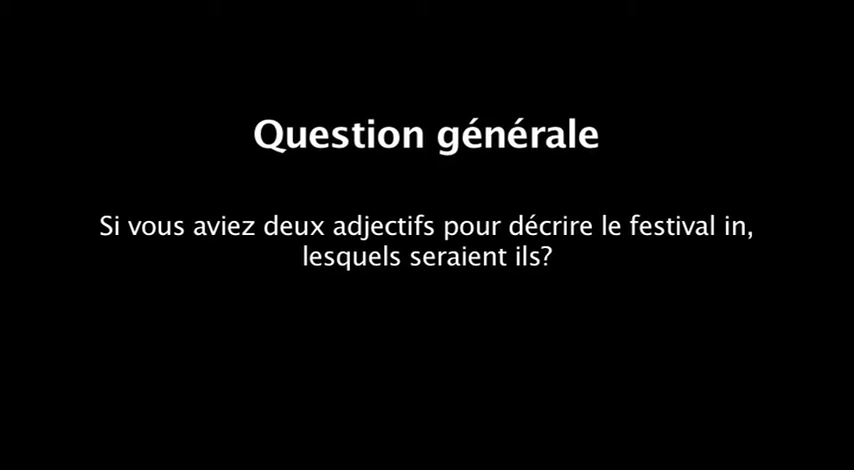 Question générale
Si vous aviez deux adjectifs pour décrire le festival in,
lesquels seraient ils?